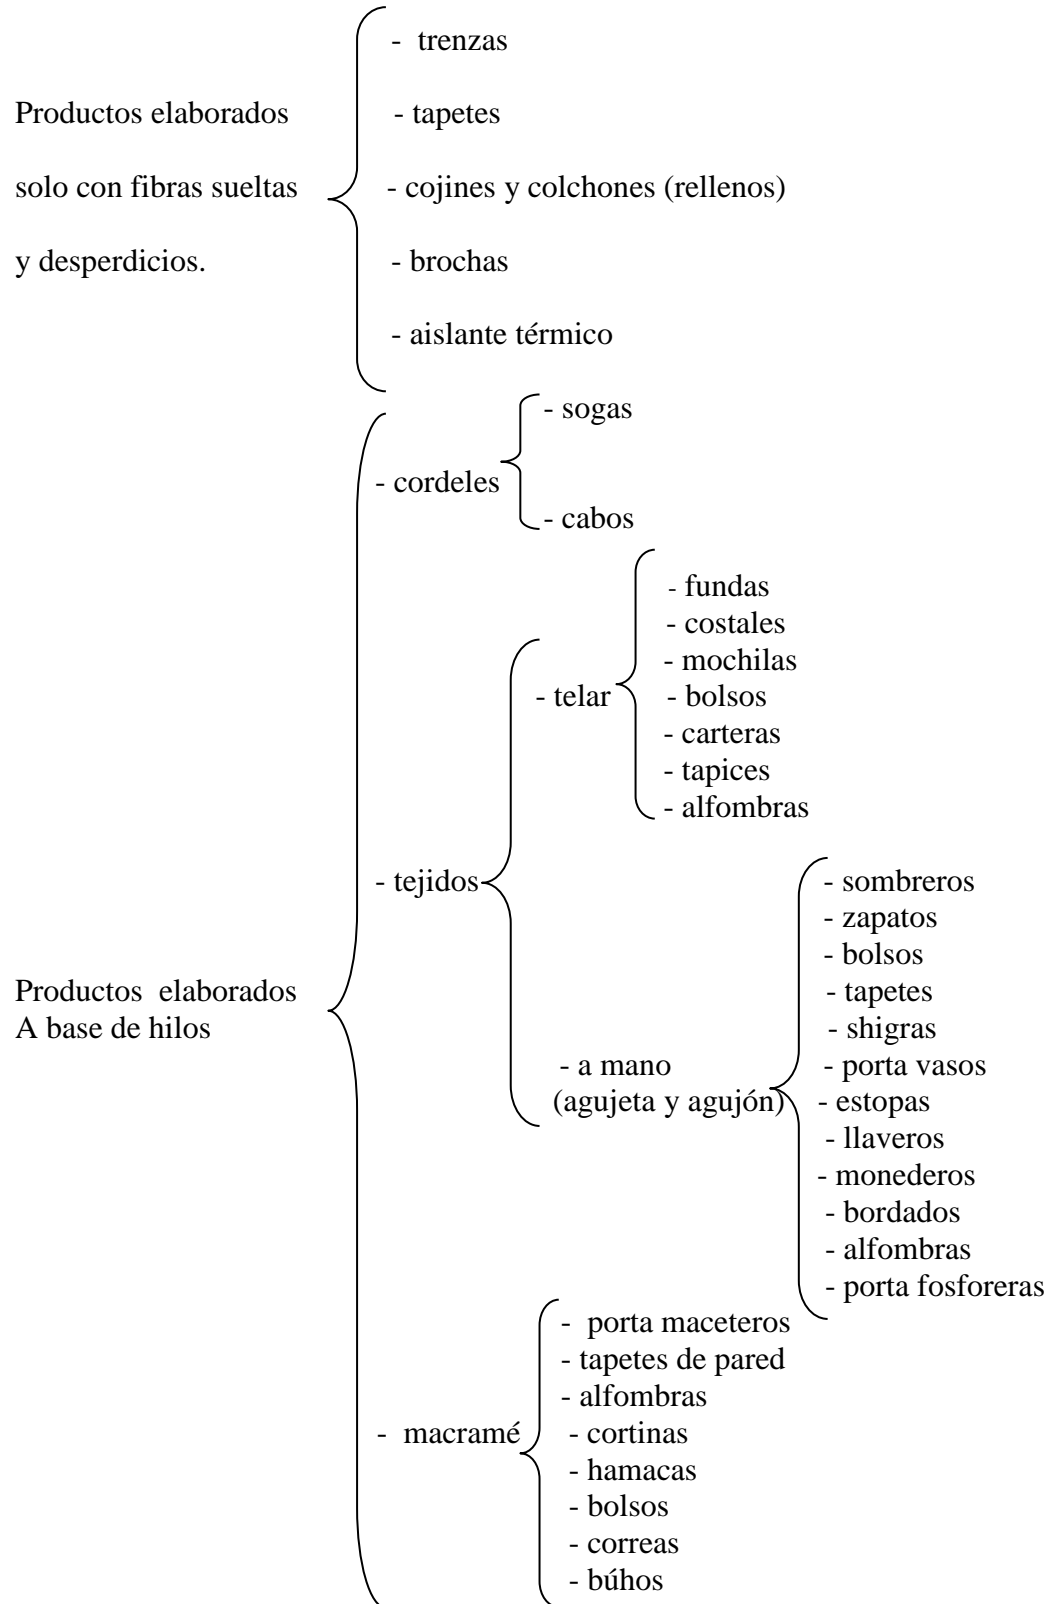 - trenzas
Productos elaborados
- tapetes
solo con fibras sueltas
- cojines y colchones (rellenos)
y desperdicios.
- brochas
- aislante térmico
- sogas
- cordeles
- cabos
- fundas
- costales
- mochilas
- telar
- bolsos
- carteras
- tapices
- alfombras
- tejidos
- sombreros
- zapatos
- bolsos
Productos elaborados
- tapetes
A base de hilos
- shigras
- a mano
- porta vasos
(agujeta y agujón)
- estopas
- llaveros
- monederos
- bordados
- alfombras
- porta fosforeras
- porta maceteros
- tapetes de pared
- alfombras
- macramé
- cortinas
- hamacas
- bolsos
- correas
- búhos